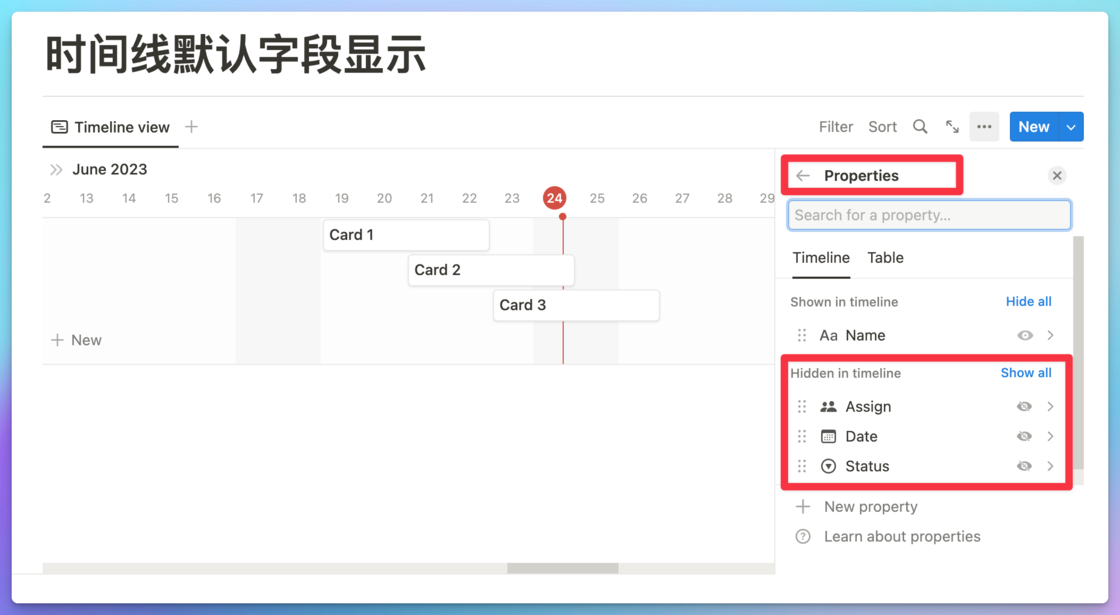 时间线默认字段显示
Timeline view
Filter Sort New
June 2023
2 13 14 15 16 17 18 19 20 21 22 23 24 25 26 27 28 29
Card 1
Card 2
Card 3
New
Properties
Search for a property...
Timeline Table
Shown in timeline Hide all
Aa Name
Hidden in timeline Show all
Assign
Date
Status
New property
Learn about properties